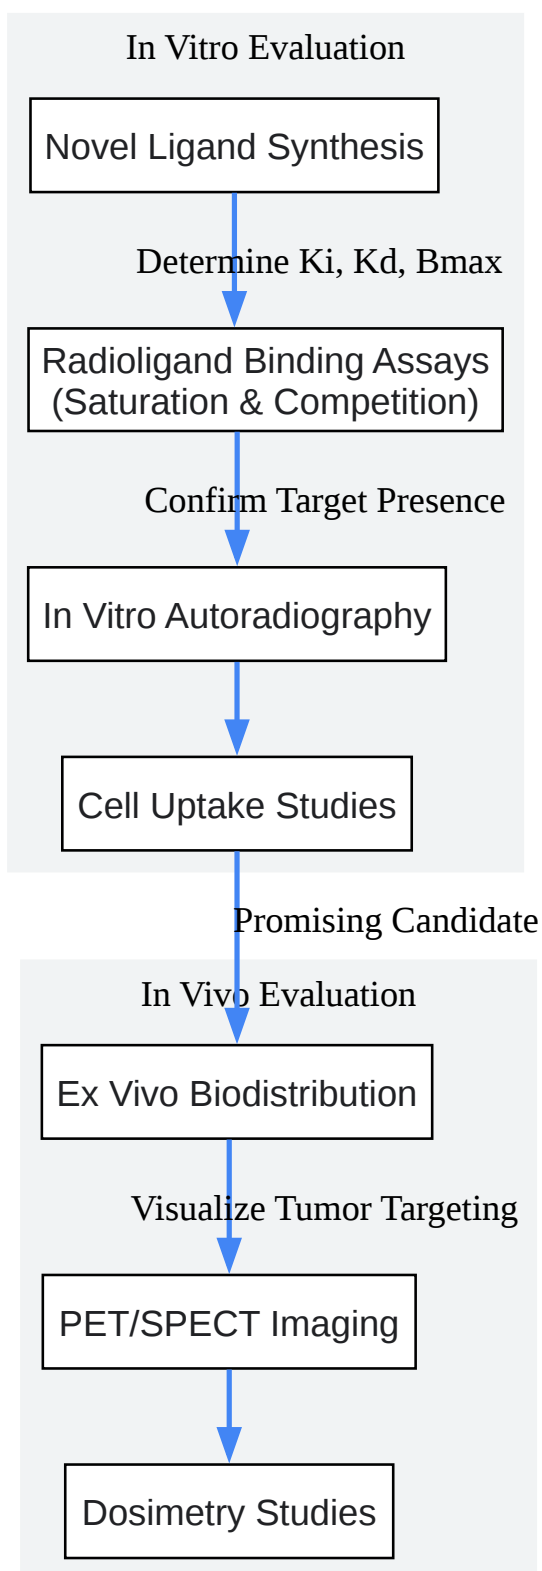 In Vitro Evaluation
Novel Ligand Synthesis
Determine Ki, Kd, Bmax
Radioligand Binding Assays
(Saturation & Competition)
Confirm Target Presence
In Vitro Autoradiography
Cell Uptake Studies
Promising Candidate
In Vivo Evaluation
Ex Vivo Biodistribution
Visualize Tumor Targeting
PET/SPECT Imaging
Dosimetry Studies